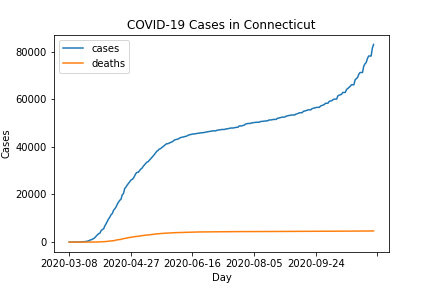 COVID-19 Cases in Connecticut
cases
deaths
80000
60000
40000
20000
0
Cases
2020-03-08 2020-04-27 2020-06-16 2020-08-05 2020-09-24
Day